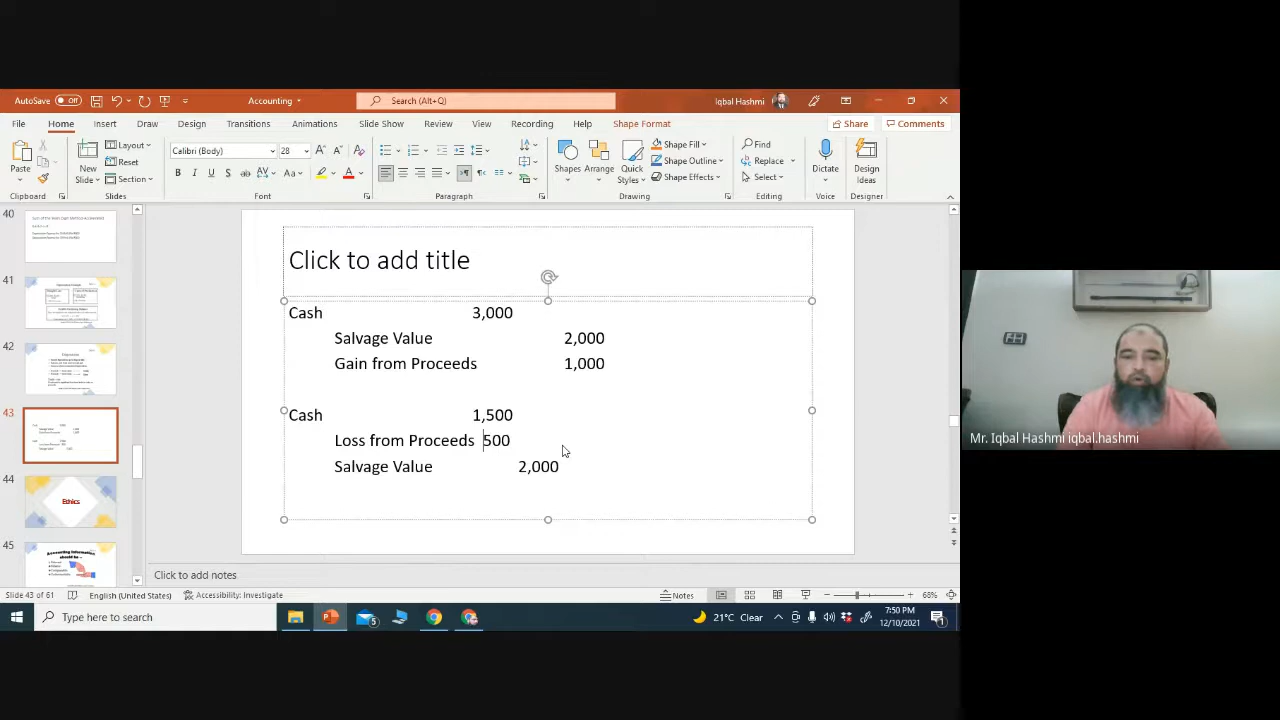 AutoSave Off
Accounting
Search (Alt+Q)
Iqbal Hashmi
File Home Insert Draw Design Transitions Animations Slide Show Review View Recording Help Shape Format
Share Comments
Paste
New Slide
Layout
Reset
Section
Calibri (Body) 28
Shapes Arrange Quick Styles
Shape Fill
Shape Outline
Shape Effects
Find
Replace
Select
Dictate
Design Ideas
Clipboard
Slides Font Paragraph Drawing Editing Voice Designer
40
41
42
43
44
Ethics
45
Accounting Information
should be –
Click to add title
Cash 3,000
Salvage Value 2,000
Gain from Proceeds 1,000
Cash 1,500
Loss from Proceeds 500
Salvage Value 2,000
Click to add notes
Mr. Iqbal Hashmi iqbal.hashmi
Slide 43 of 61 English (United States) Accessibility: Investigate Notes 68%
Type here to search
5
21°C Clear
7:50 PM
12/10/2021
1